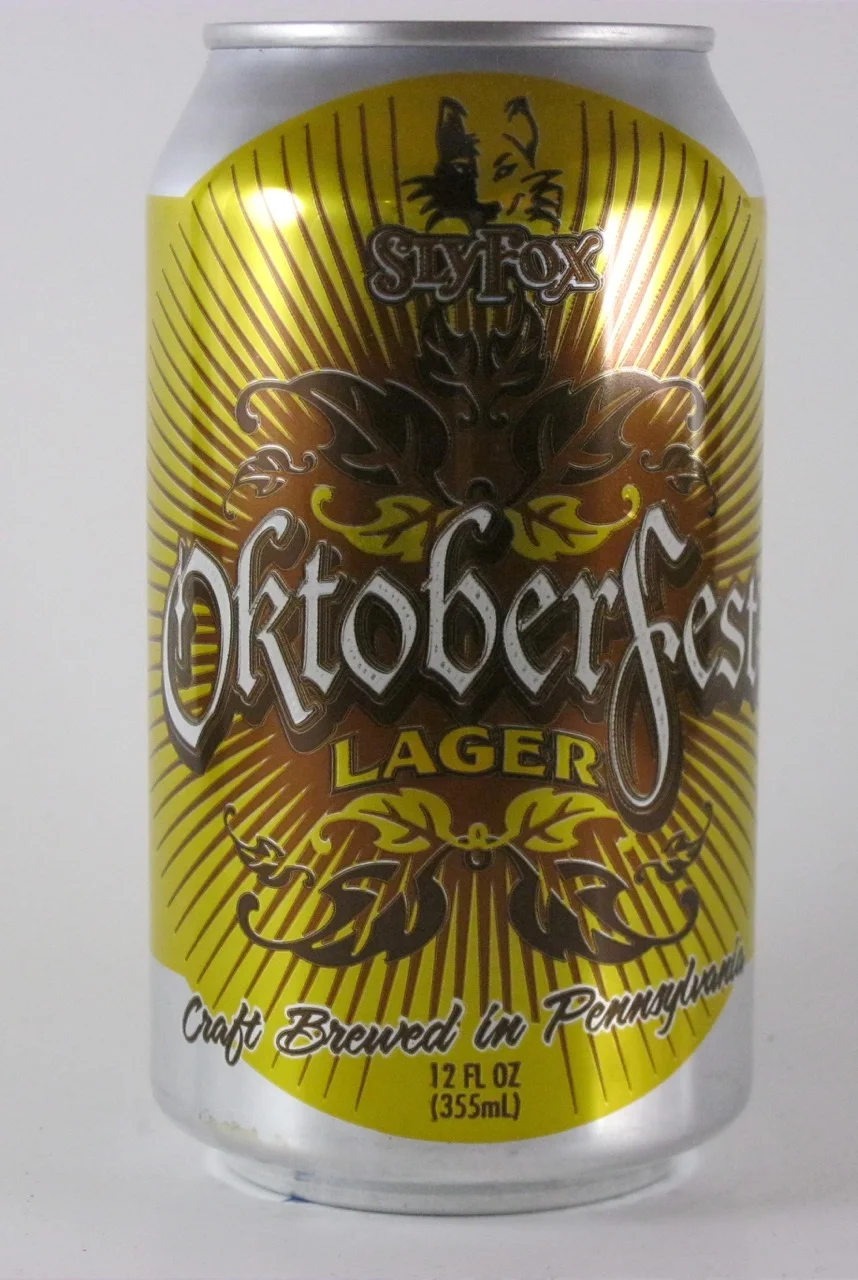 SlyFox
Oktoberfest
LAGER
Craft Brewed in Pennsylvania
12 FL OZ
(355mL)